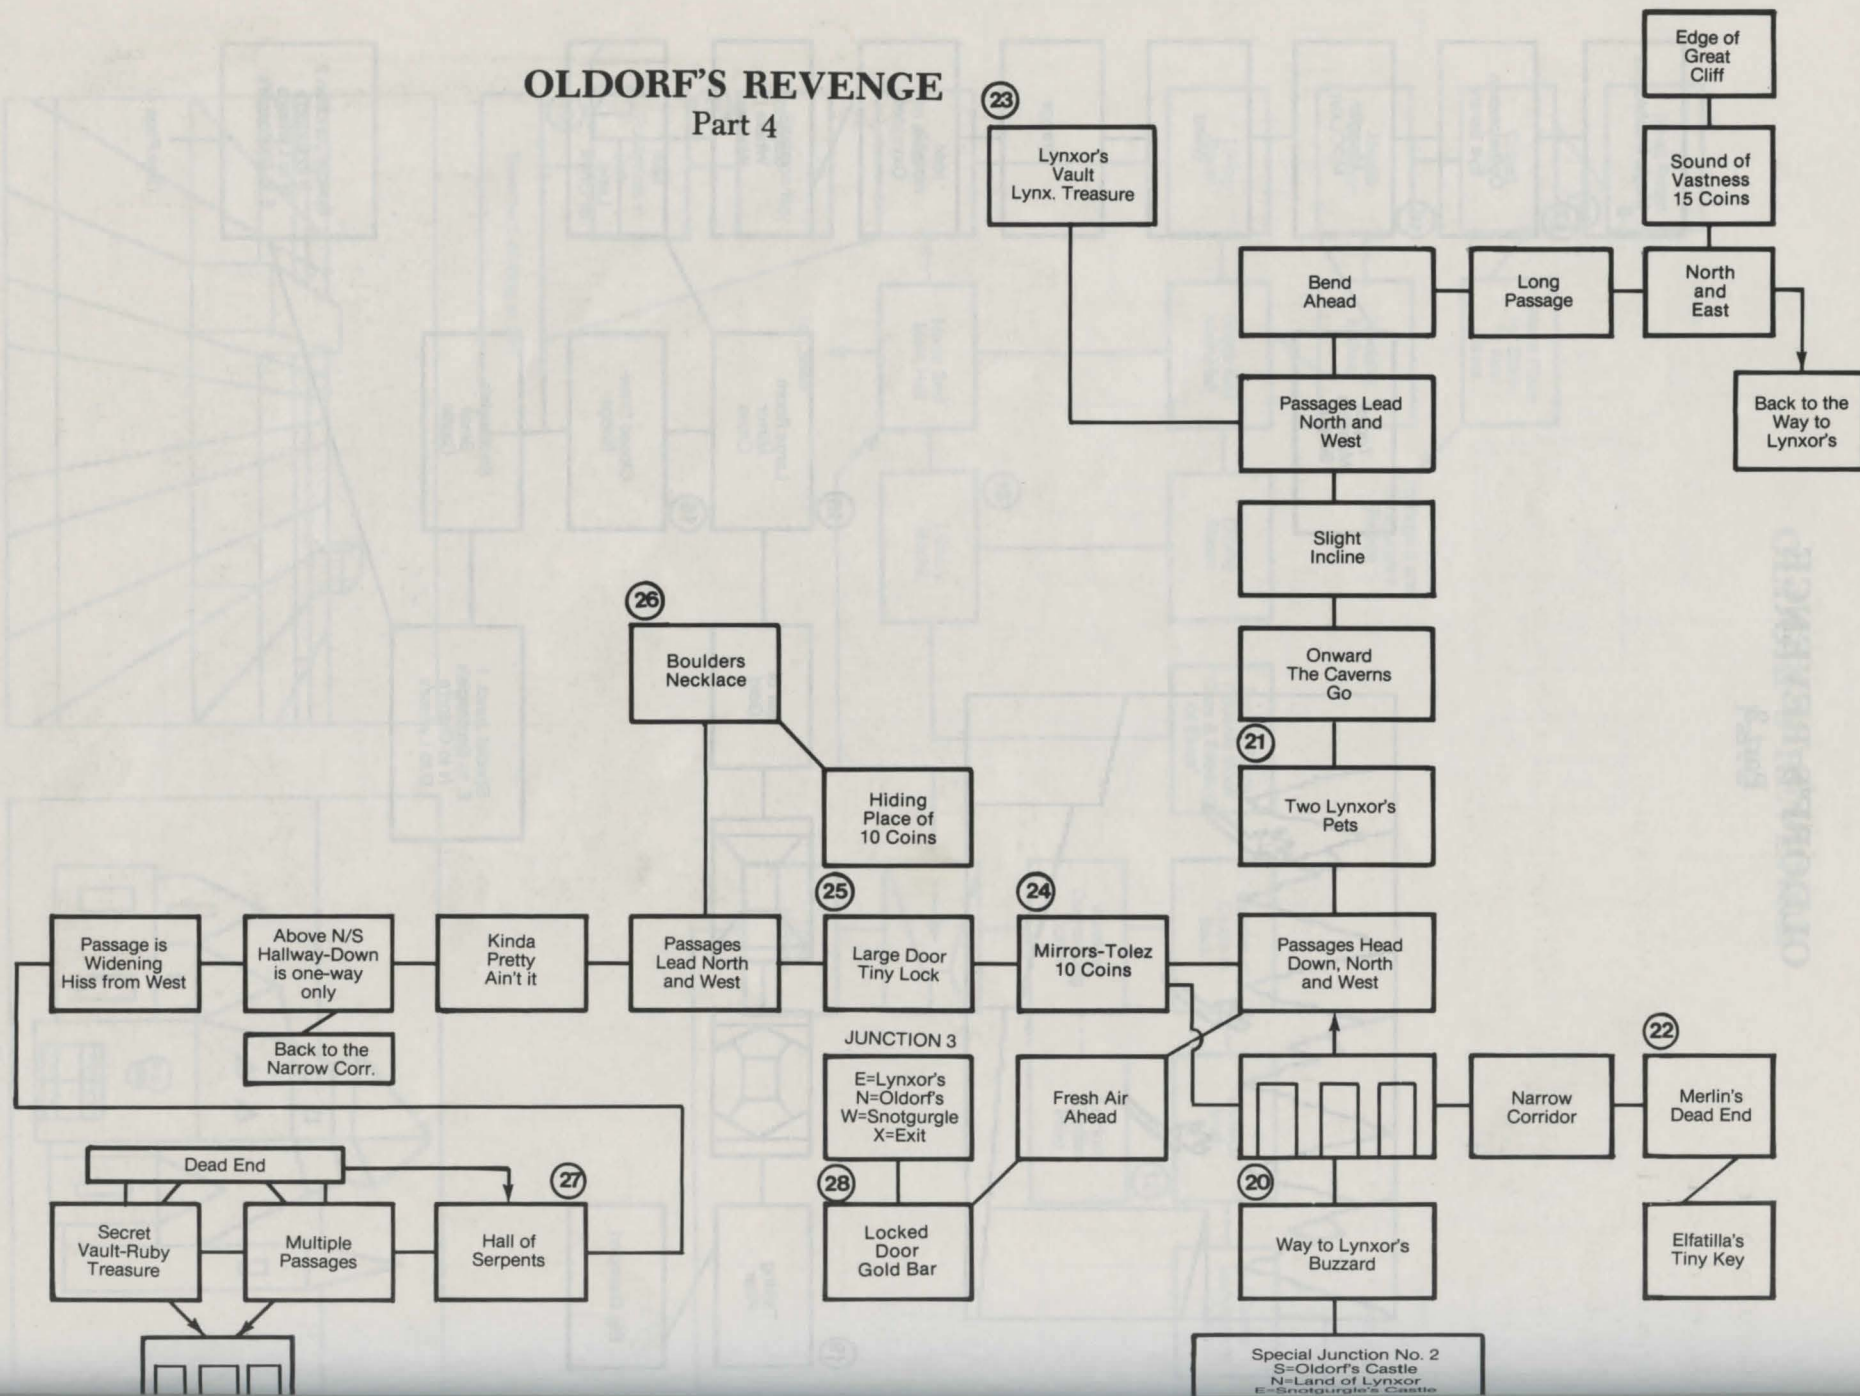 OLDORF'S REVENGE
Part 4
23
Lynxor's
Vault
Lynx. Treasure
Edge of
Great
Cliff
Sound of
Vastness
15 Coins
Bend
Ahead
Long
Passage
North
and
East
Passages Lead
North and
West
Back to the
Way to
Lynxor's
Slight
Incline
26
Boulders
Necklace
Onward
The Caverns
Go
21
Hiding
Place of
10 Coins
Two Lynxor's
Pets
25
24
Passage is
Widening
Hiss from West
Above N/S
Hallway-Down
is one-way
only
Kinda
Pretty
Ain't it
Passages
Lead North
and West
Large Door
Tiny Lock
Mirrors-Tolez
10 Coins
Passages Head
Down, North
and West
Back to the
Narrow Corr.
JUNCTION 3
E=Lynxor's
N=Oldorf's
W=Snotgurgle
X=Exit
Fresh Air
Ahead
Narrow
Corridor
22
Merlin's
Dead End
Dead End
27
28
20
Secret
Vault-Ruby
Treasure
Multiple
Passages
Hall of
Serpents
Locked
Door
Gold Bar
Way to Lynxor's
Buzzard
Elfatilla's
Tiny Key
Special Junction No. 2
S=Oldorf's Castle
N=Land of Lynxor
E=Snotgurgle's Castle